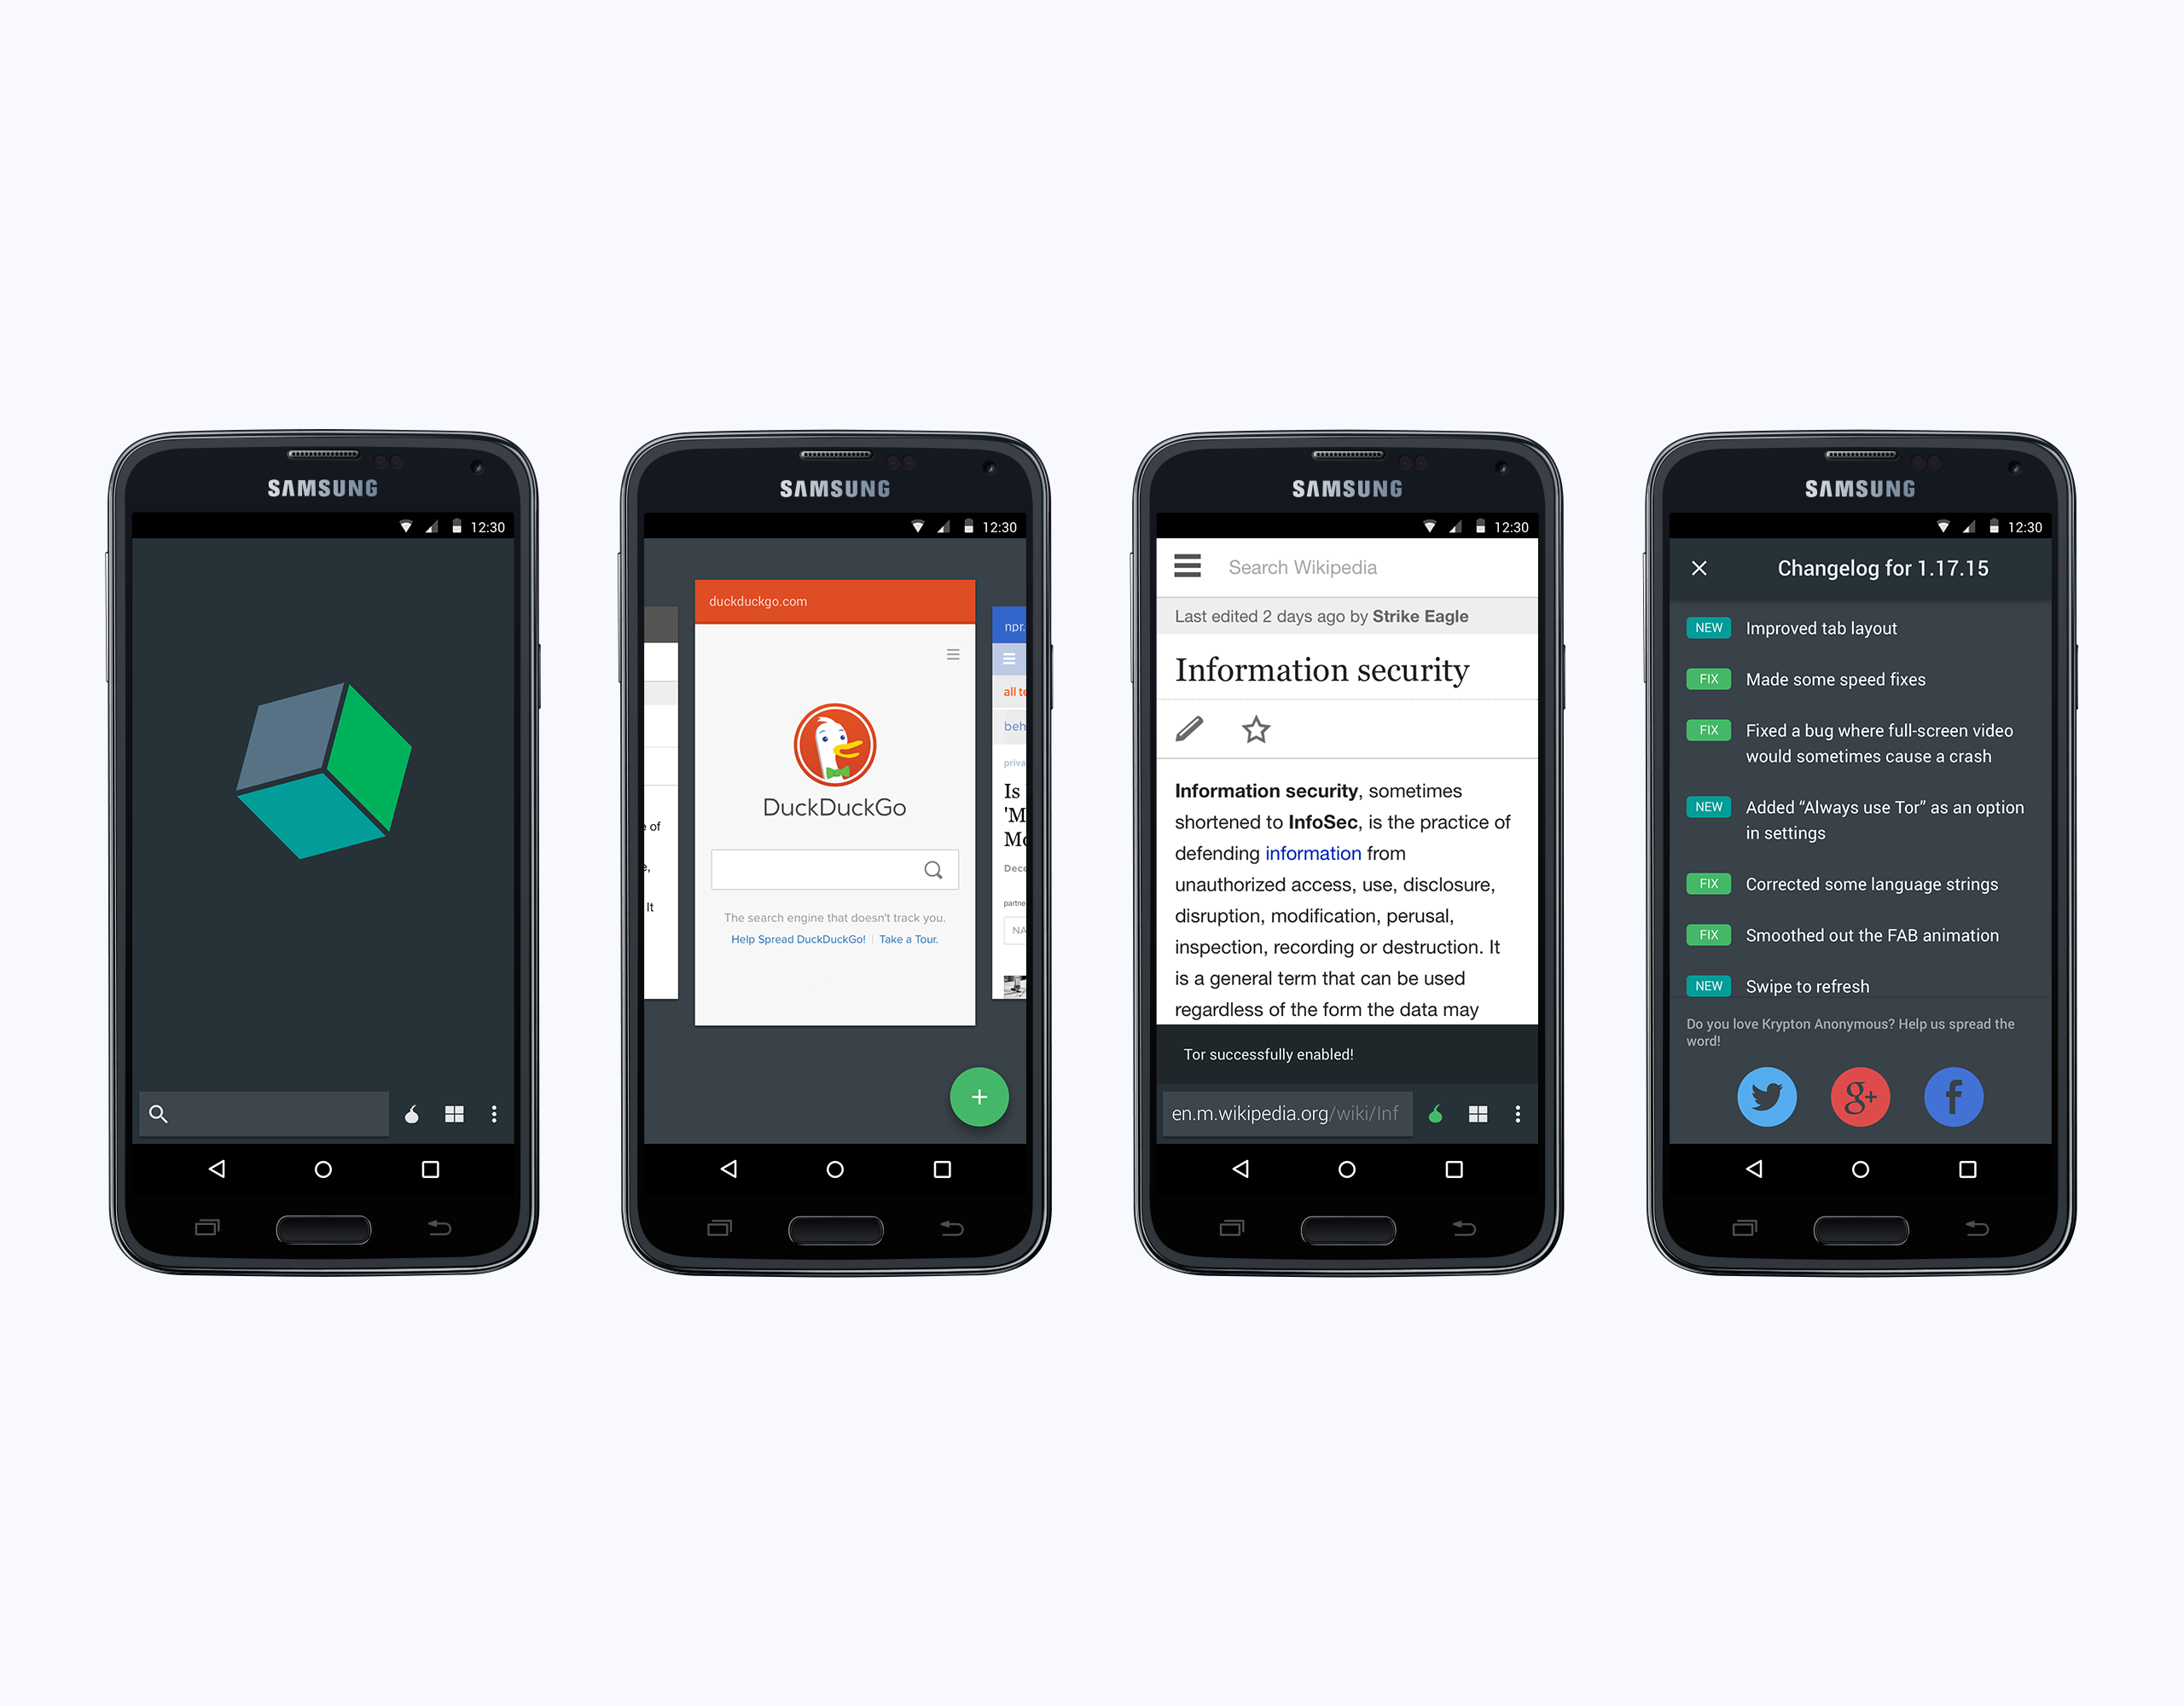 SAMSUNG
12:30
SAMSUNG
12:30
duckduckgo.com
DuckDuckGo
The search engine that doesn't track you.
Help Spread DuckDuckGo! | Take a Tour.
of
It
npr.
all te
beh
priva
Is
'M
Mo
Dece
partne
NA
SAMSUNG
12:30
Search Wikipedia
Last edited 2 days ago by Strike Eagle
Information security
Information security, sometimes
shortened to InfoSec, is the practice of
defending information from
unauthorized access, use, disclosure,
disruption, modification, perusal,
inspection, recording or destruction. It
is a general term that can be used
regardless of the form the data may
Tor successfully enabled!
en.m.wikipedia.org/wiki/Inf
SAMSUNG
12:30
Changelog for 1.17.15
NEW Improved tab layout
FIX Made some speed fixes
FIX Fixed a bug where full-screen video
would sometimes cause a crash
NEW Added “Always use Tor” as an option
in settings
FIX Corrected some language strings
FIX Smoothed out the FAB animation
NEW Swipe to refresh
Do you love Krypton Anonymous? Help us spread the
word!
g+
f